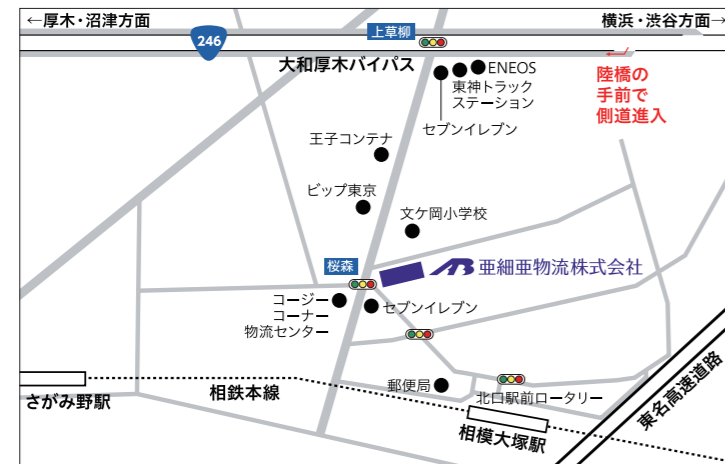 ←厚木・沼津方面
横浜・渋谷方面→
上草柳
246
大和厚木バイパス
ENEOS
東神トラック
ステーション
セブンイレブン
陸橋の
手前で
側道進入
王子コンテナ
ビップ東京
文ケ岡小学校
桜森
AB 亜細亜物流株式会社
コージー
コーナー
物流センター
セブンイレブン
郵便局
北口駅前ロータリー
さがみ野駅
相鉄本線
相模大塚駅
東名高速道路